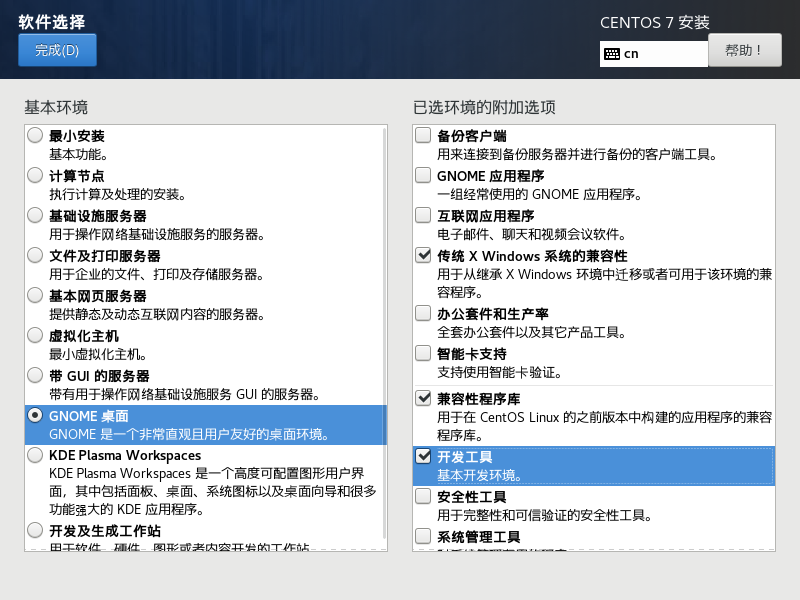 软件选择
完成(D)
CENTOS 7 安装
cn
帮助！
基本环境
最小安装
基本功能。
计算节点
执行计算及处理的安装。
基础设施服务器
用于操作网络基础设施服务的服务器。
文件及打印服务器
用于企业的文件、打印及存储服务器。
基本网页服务器
提供静态及动态互联网内容的服务器。
虚拟化主机
最小虚拟化主机。
带 GUI 的服务器
带有用于操作网络基础设施服务 GUI 的服务器。
GNOME 桌面
GNOME 是一个非常直观且用户友好的桌面环境。
KDE Plasma Workspaces
KDE Plasma Workspaces 是一个高度可配置图形用户界
面，其中包括面板、桌面、系统图标以及桌面向导和很多
功能强大的 KDE 应用程序。
开发及生成工作站
用于软件、硬件、图形或者内容开发的工作站
已选环境的附加选项
备份客户端
用来连接到备份服务器并进行备份的客户端工具。
GNOME 应用程序
一组经常使用的 GNOME 应用程序。
互联网应用程序
电子邮件、聊天和视频会议软件。
传统 X Windows 系统的兼容性
用于从继承 X Windows 环境中迁移或者可用于该环境的兼
容程序。
办公套件和生产率
全套办公套件以及其它产品工具。
智能卡支持
支持使用智能卡验证。
兼容性程序库
用于在 CentOS Linux 的之前版本中构建的应用程序的兼容
程序库。
开发工具
基本开发环境。
安全性工具
用于完整性和可信验证的安全性工具。
系统管理工具